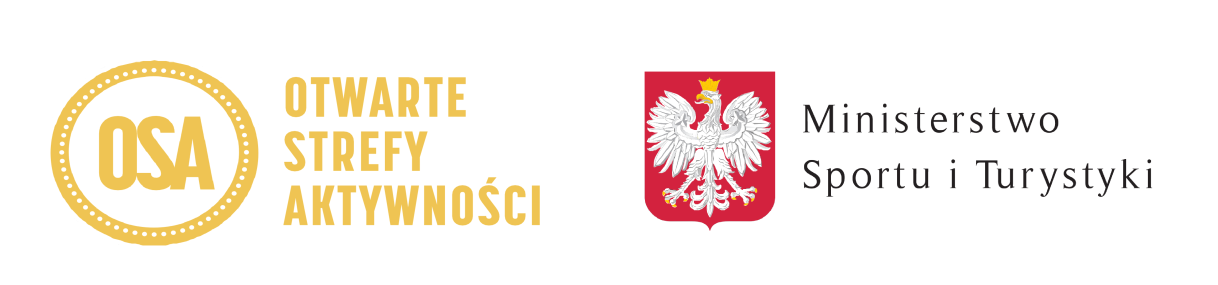 OSA
OTWARTE
STREFY
AKTYWNOŚCI
Ministerstwo
Sportu i Turystyki